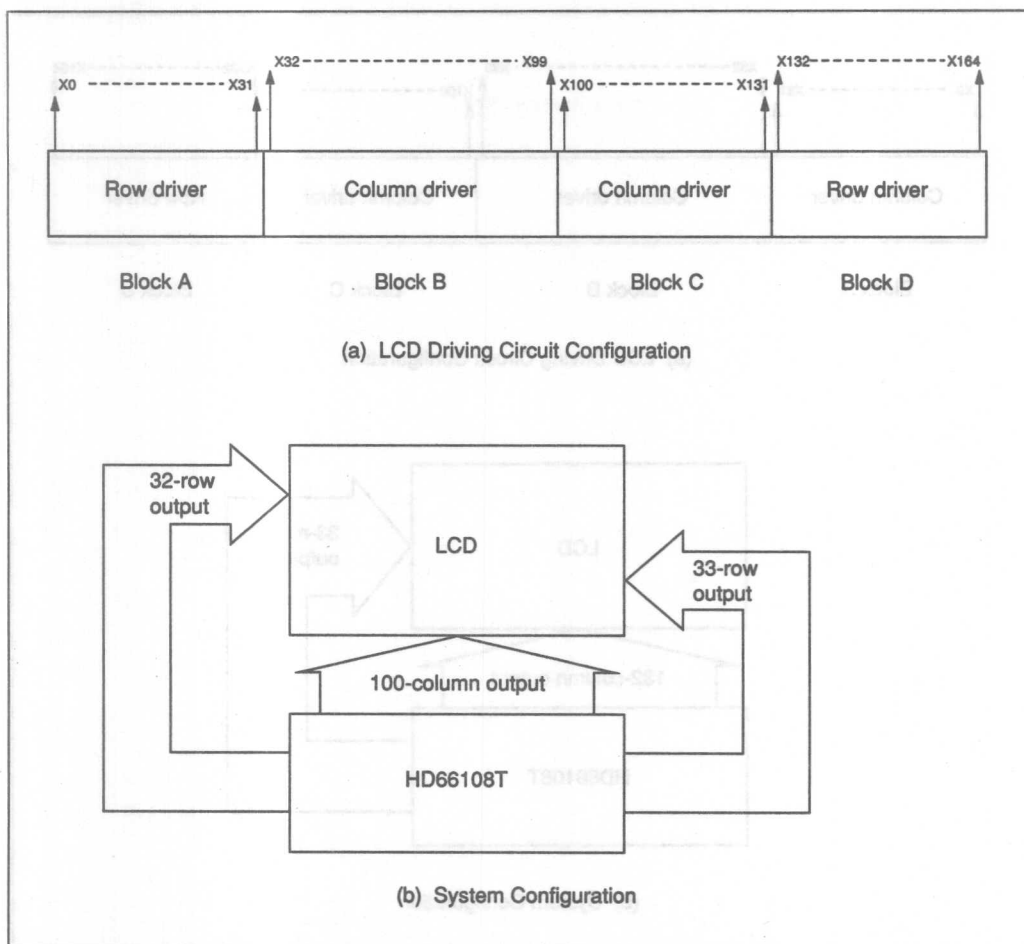 X32 X99 X132 X164
X0 X31 X100 X131
Row driver Column driver Column driver Row driver
Block A Block B Block C Block D
(a) LCD Driving Circuit Configuration
32-row
output
LCD
33-row
output
100-column output
HD66108T
(b) System Configuration